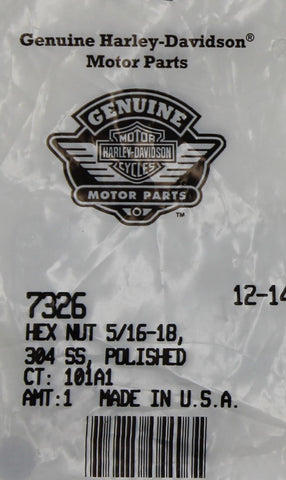 Genuine Harley-Davidson®
Motor Parts
GENUINE
MOTOR
HARLEY-DAVIDSON
CYCLES
MOTOR PARTS
™
7326
12-14
HEX NUT 5/16-18,
304 SS, POLISHED
CT: 101A1
AMT:1 MADE IN U.S.A.